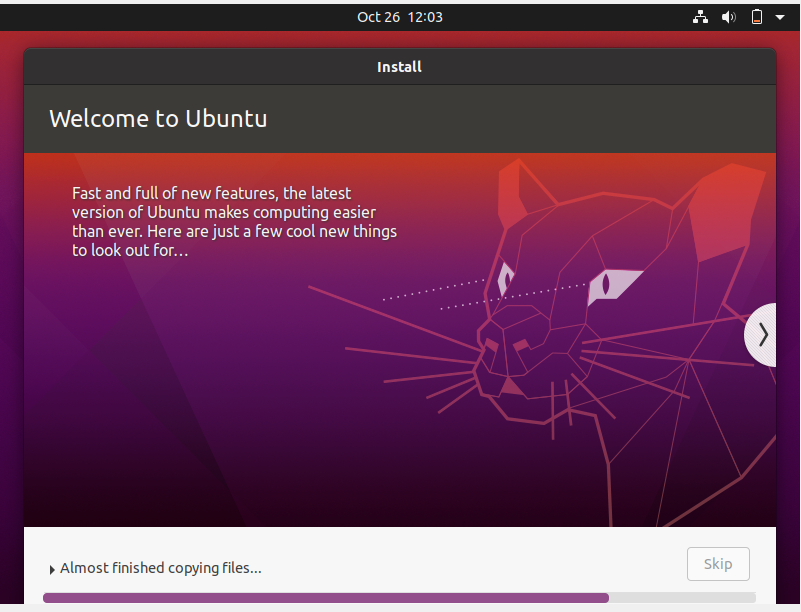 Oct 26 12:03
Install
Welcome to Ubuntu
Fast and full of new features, the latest
version of Ubuntu makes computing easier
than ever. Here are just a few cool new things
to look out for…
Almost finished copying files...
Skip